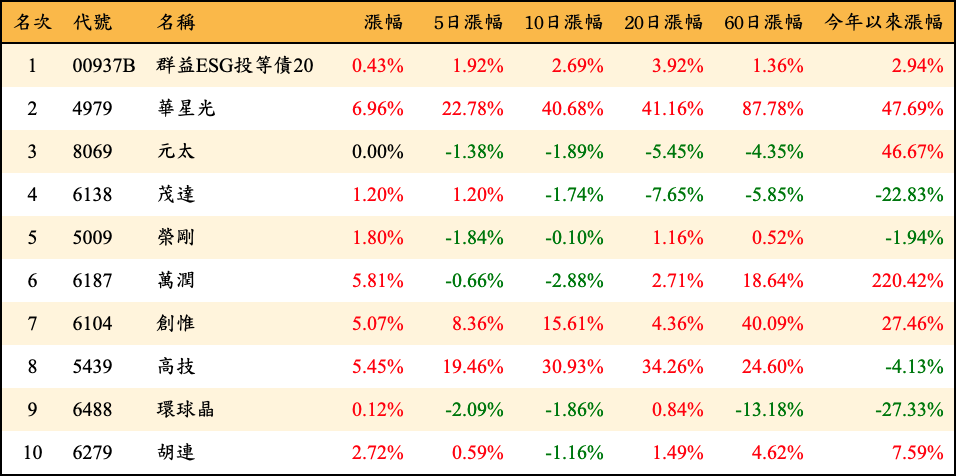 名次 代號 名稱 漲幅 5日漲幅 10日漲幅 20日漲幅 60日漲幅 今年以來漲幅
1 00937B 群益ESG投等債20 0.43% 1.92% 2.69% 3.92% 1.36% 2.94%
2 4979 華星光 6.96% 22.78% 40.68% 41.16% 87.78% 47.69%
3 8069 元太 0.00% -1.38% -1.89% -5.45% -4.35% 46.67%
4 6138 茂達 1.20% 1.20% -1.74% -7.65% -5.85% -22.83%
5 5009 榮剛 1.80% -1.84% -0.10% 1.16% 0.52% -1.94%
6 6187 萬潤 5.81% -0.66% -2.88% 2.71% 18.64% 220.42%
7 6104 創惟 5.07% 8.36% 15.61% 4.36% 40.09% 27.46%
8 5439 高技 5.45% 19.46% 30.93% 34.26% 24.60% -4.13%
9 6488 環球晶 0.12% -2.09% -1.86% 0.84% -13.18% -27.33%
10 6279 胡連 2.72% 0.59% -1.16% 1.49% 4.62% 7.59%